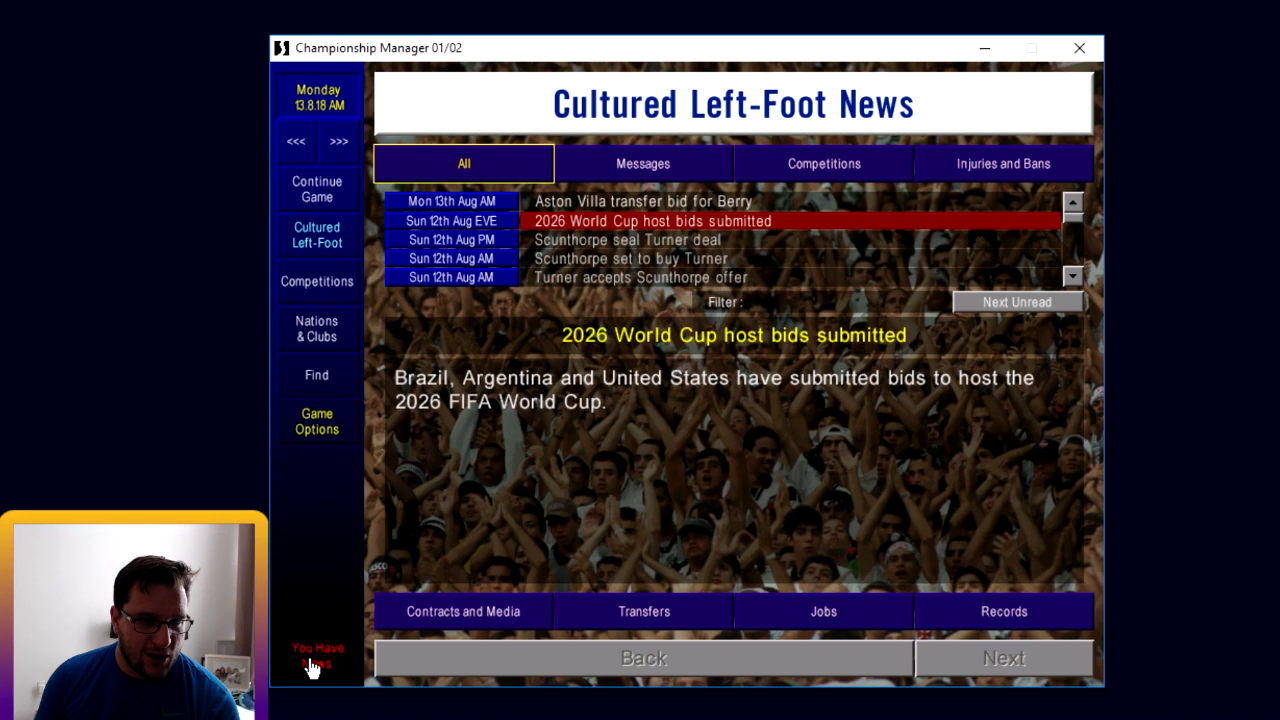 Championship Manager 01/02
Monday
13.8.18 AM
<<< >>>
Continue
Game
Cultured
Left-Foot
Competitions
Nations
& Clubs
Find
Game
Options
You Have
News
Cultured Left-Foot News
All Messages Competitions Injuries and Bans
Mon 13th Aug AM Aston Villa transfer bid for Berry
Sun 12th Aug EVE 2026 World Cup host bids submitted
Sun 12th Aug PM Scunthorpe seal Turner deal
Sun 12th Aug AM Scunthorpe set to buy Turner
Sun 12th Aug AM Turner accepts Scunthorpe offer
Filter : Next Unread
2026 World Cup host bids submitted
Brazil, Argentina and United States have submitted bids to host the
2026 FIFA World Cup.
Contracts and Media Transfers Jobs Records
Back Next